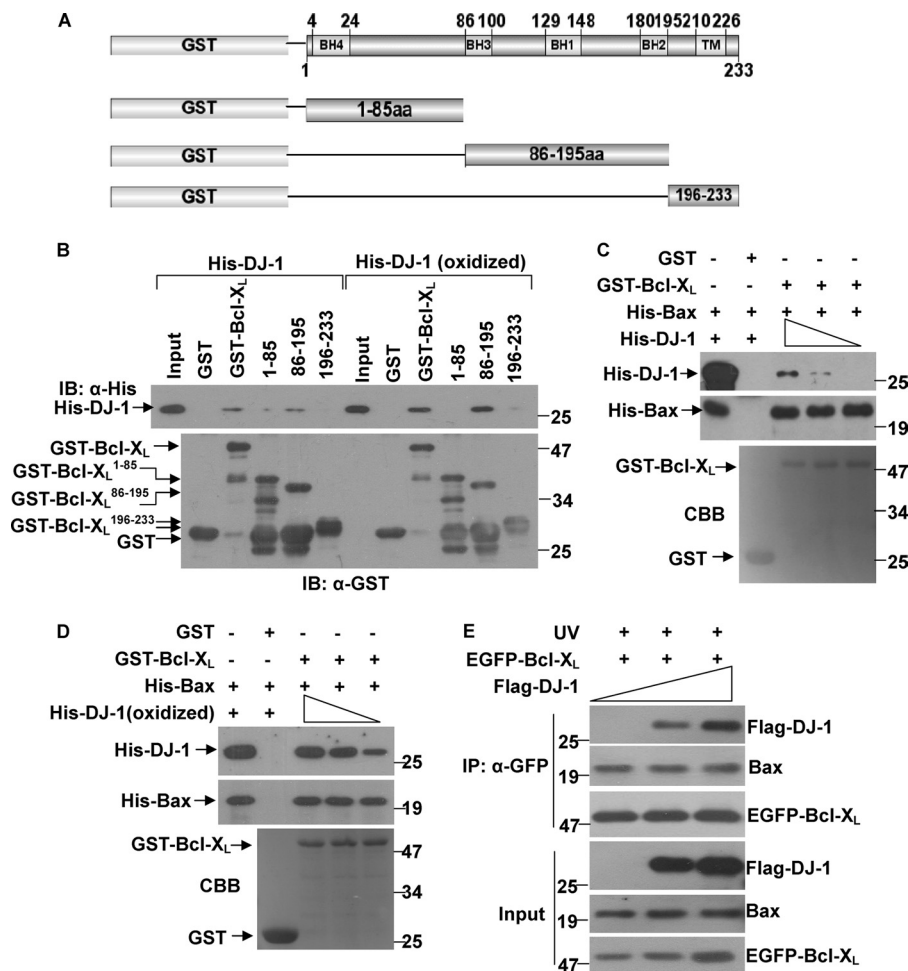 A
4 24 86 100 129 148 180 195 210 226
GST BH4 BH3 BH1 BH2 TM
1 233
GST 1-85aa
GST 86-195aa
GST 196-233
B
His-DJ-1 His-DJ-1 (oxidized)
Input GST GST-Bcl-XL 1-85 86-195 196-233 Input GST GST-Bcl-XL 1-85 86-195 196-233
IB: α-His
His-DJ-1 25
GST-Bcl-XL 47
GST-Bcl-XL 1-85
GST-Bcl-XL 86-195 34
GST-Bcl-XL 196-233
GST 25
IB: α-GST
C
GST - + - - -
GST-Bcl-XL - - + + +
His-Bax + + + + +
His-DJ-1 + +
His-DJ-1 25
His-Bax 19
GST-Bcl-XL 47
CBB 34
GST 25
D
GST - + - - -
GST-Bcl-XL - - + + +
His-Bax + + + + +
His-DJ-1(oxidized) + +
His-DJ-1 25
His-Bax 19
GST-Bcl-XL 47
CBB 34
GST 25
E
UV + + +
EGFP-Bcl-XL + + +
Flag-DJ-1
IP: α-GFP
25 Flag-DJ-1
19 Bax
47 EGFP-Bcl-XL
Input
25 Flag-DJ-1
19 Bax
47 EGFP-Bcl-XL